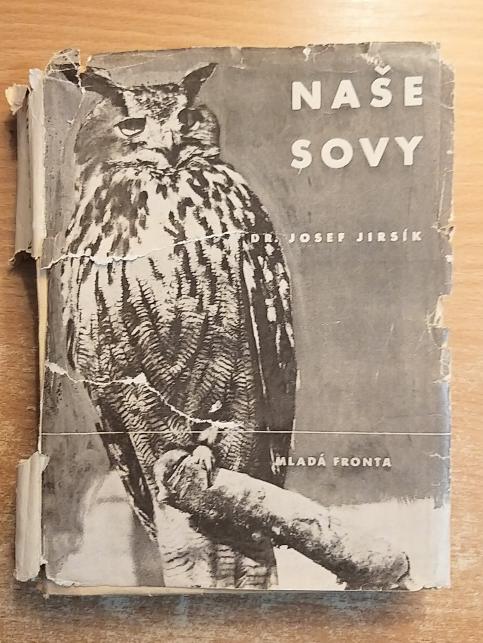 NAŠE
SOVY
DR. JOSEF JIRSÍK
MLADÁ FRONTA